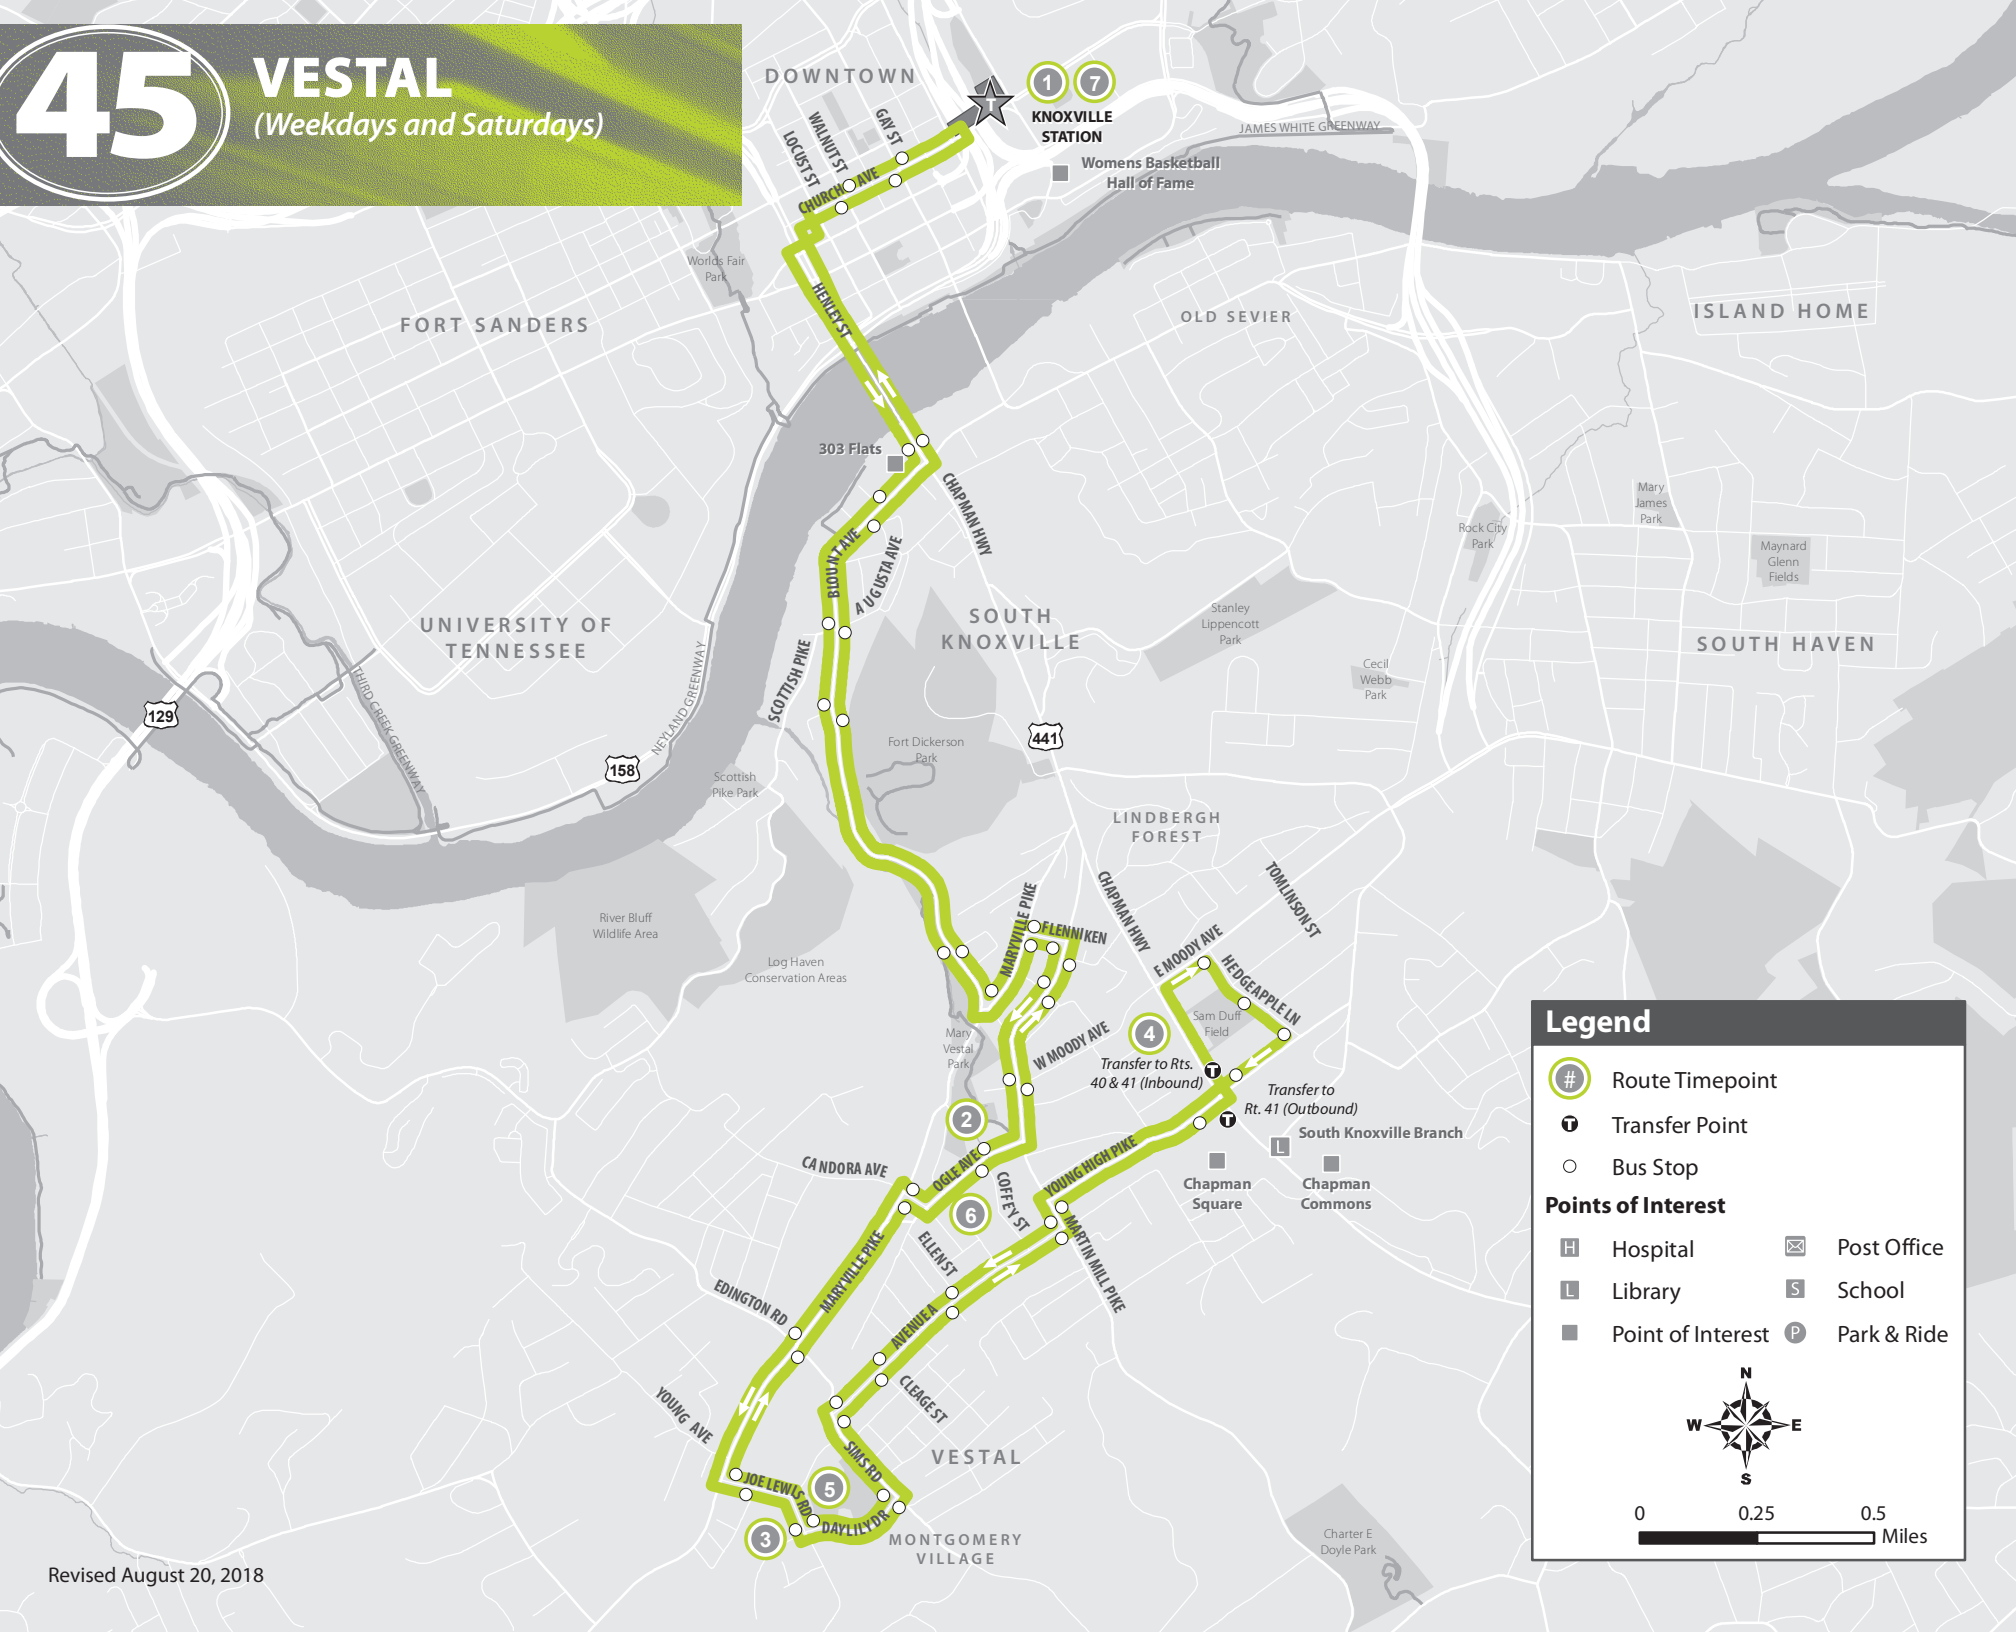 45
VESTAL
(Weekdays and Saturdays)
DOWNTOWN
1
7
KNOXVILLE
STATION
T
GAY ST
WALNUT ST
LOCUST ST
CHURCH AVE
JAMES WHITE GREENWAY
Womens Basketball
Hall of Fame
Worlds Fair
Park
HENLEY ST
FORT SANDERS
OLD SEVIER
ISLAND HOME
303 Flats
CHAPMAN HWY
BLOUNT AVE
AUGUSTA AVE
Mary
James
Park
Rock City
Park
Maynard
Glenn
Fields
UNIVERSITY OF
TENNESSEE
SOUTH
KNOXVILLE
Stanley
Lippencott
Park
SOUTH HAVEN
Cecil
Webb
Park
SCOTTISH PIKE
THIRD CREEK GREENWAY
NEYLAND GREENWAY
129
158
441
Fort Dickerson
Park
Scottish
Pike Park
LINDBERGH
FOREST
River Bluff
Wildlife Area
Log Haven
Conservation Areas
MARYVILLE PIKE
FLENNIKEN
CHAPMAN HWY
TOMLINSON ST
E MOODY AVE
HEDGEAPPLE LN
Sam Duff
Field
Mary
Vestal
Park
W MOODY AVE
4
Transfer to Rts.
40 & 41 (Inbound)
T
Transfer to
Rt. 41 (Outbound)
T
South Knoxville Branch
L
Chapman
Square
Chapman
Commons
2
CANDORA AVE
OGLE AVE
6
COFFEY ST
YOUNG HIGH PIKE
MARTIN MILL PIKE
ELLEN ST
MARYVILLE PIKE
EDINGTON RD
AVENUE A
CLEAGE ST
YOUNG AVE
SIMS RD
VESTAL
JOE LEWIS RD
5
3
DAYLILY DR
MONTGOMERY
VILLAGE
Charter E
Doyle Park
Revised August 20, 2018
Legend
# Route Timepoint
T Transfer Point
Bus Stop
Points of Interest
H Hospital
Post Office
L Library
S School
Point of Interest
P Park & Ride
N
W E
S
0 0.25 0.5
Miles